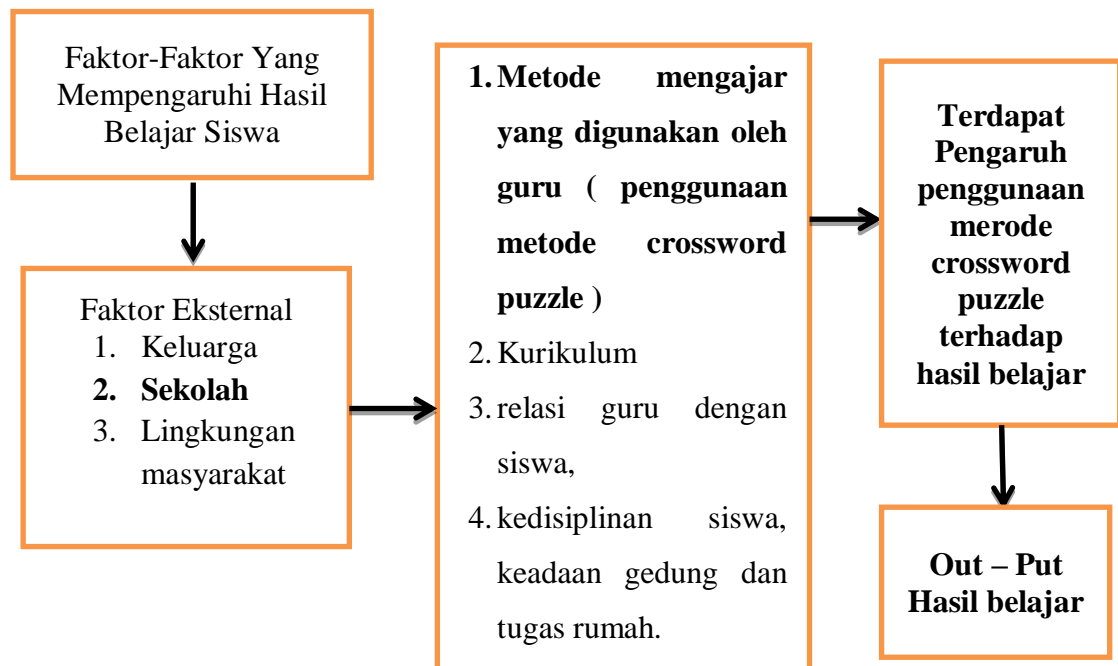 Faktor-Faktor Yang
Mempengaruhi Hasil
Belajar Siswa
Faktor Eksternal
1. Keluarga
2. Sekolah
3. Lingkungan
masyarakat
1. Metode mengajar
yang digunakan oleh
guru ( penggunaan
metode crossword
puzzle )
2. Kurikulum
3. relasi guru dengan
siswa,
4. kedisiplinan siswa,
keadaan gedung dan
tugas rumah.
Terdapat
Pengaruh
penggunaan
merode
crossword
puzzle
terhadap
hasil belajar
Out – Put
Hasil belajar